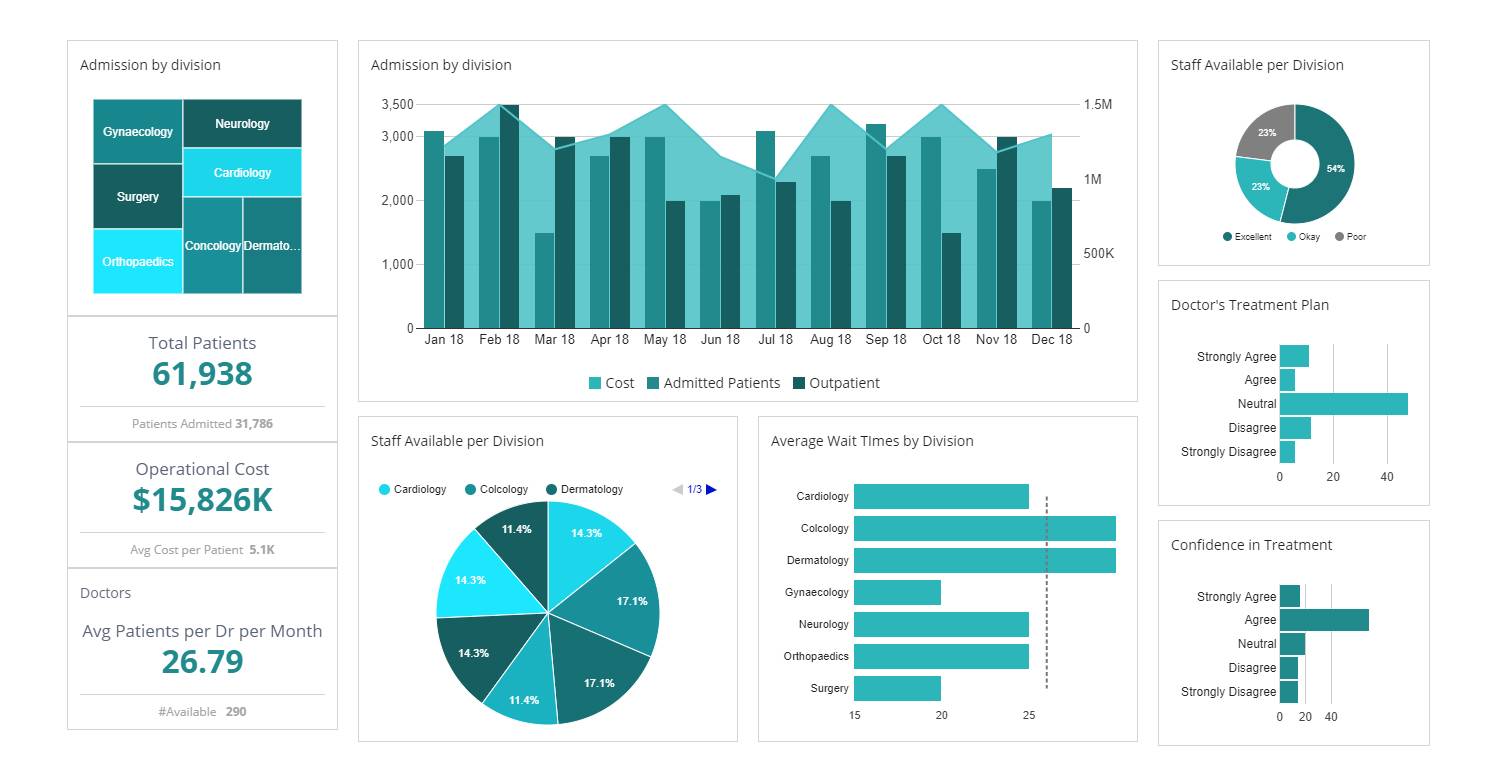 Admission by division
Gynaecology
Neurology
Cardiology
Surgery
Orthopaedics
Concology
Dermato...
Total Patients
61,938
Patients Admitted 31,786
Operational Cost
$15,826K
Avg Cost per Patient 5.1K
Doctors
Avg Patients per Dr per Month
26.79
#Available 290
Admission by division
3,500
3,000
2,000
1,000
0
1.5M
1M
500K
0
Jan 18 Feb 18 Mar 18 Apr 18 May 18 Jun 18 Jul 18 Aug 18 Sep 18 Oct 18 Nov 18 Dec 18
Cost Admitted Patients Outpatient
Staff Available per Division
Cardiology Colcology Dermatology 1/3
11.4%
14.3%
14.3%
17.1%
14.3%
17.1%
11.4%
Average Wait TImes by Division
Cardiology
Colcology
Dermatology
Gynaecology
Neurology
Orthopaedics
Surgery
15 20 25
Staff Available per Division
23%
54%
23%
Excellent Okay Poor
Doctor's Treatment Plan
Strongly Agree
Agree
Neutral
Disagree
Strongly Disagree
0 20 40
Confidence in Treatment
Strongly Agree
Agree
Neutral
Disagree
Strongly Disagree
0 20 40